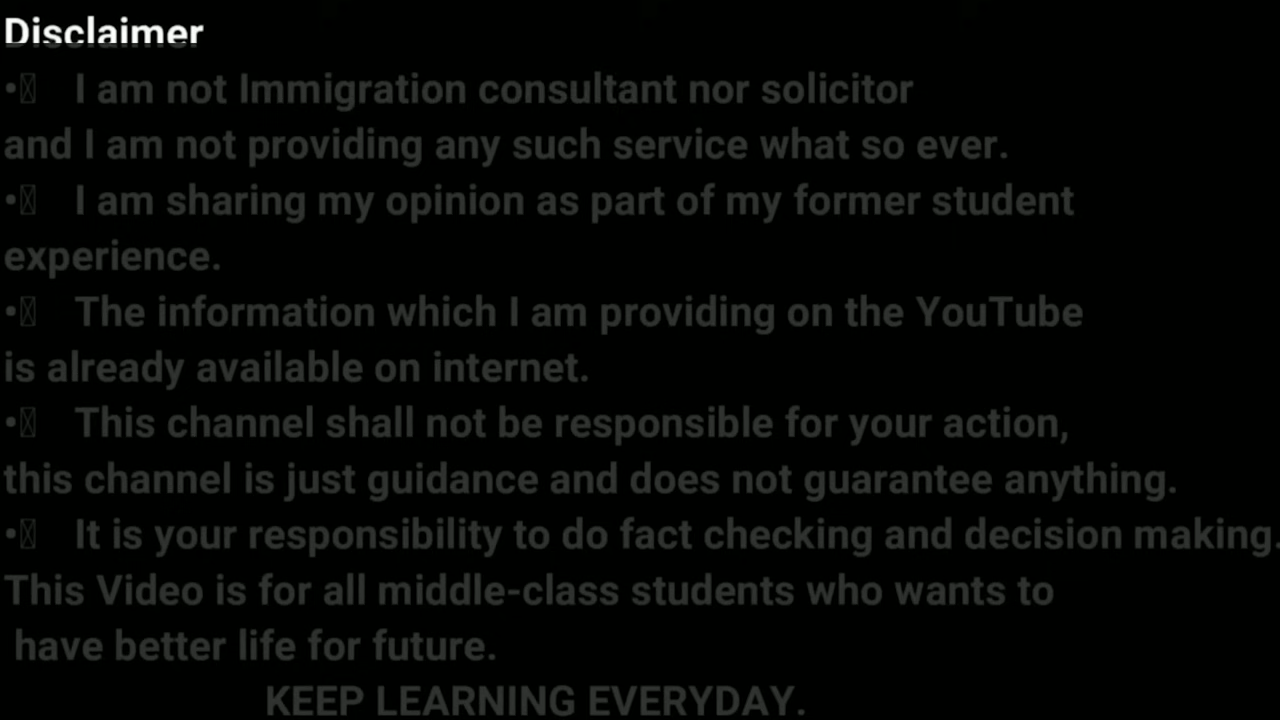 Disclaimer
• I am not Immigration consultant nor solicitor
and I am not providing any such service what so ever.
• I am sharing my opinion as part of my former student
experience.
• The information which I am providing on the YouTube
is already available on internet.
• This channel shall not be responsible for your action,
this channel is just guidance and does not guarantee anything.
• It is your responsibility to do fact checking and decision making.
This Video is for all middle-class students who wants to
have better life for future.
KEEP LEARNING EVERYDAY.